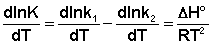 dlnK/dT = dlnk₁/dT − dlnk₂/dT = ΔH°/RT²